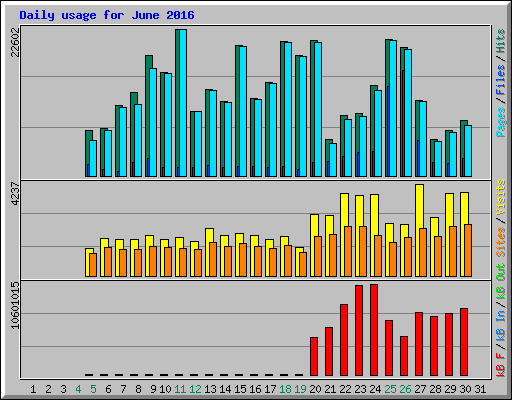 Daily usage for June 2016
22602
4237
10601015
Pages / Files / Hits
Sites / Visits
kB F / kB In / kB Out
1 2 3 4 5 6 7 8 9 10 11 12 13 14 15 16 17 18 19 20 21 22 23 24 25 26 27 28 29 30 31